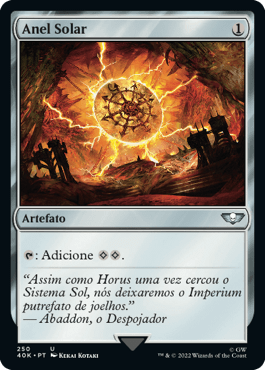 Anel Solar 1
Artefato
: Adicione .
“Assim como Horus uma vez cercou o
Sistema Sol, nós deixaremos o Imperium
putrefato de joelhos.”
— Abaddon, o Despojador
250 U
40K • PT KEKAI KOTAKI
© GW
™ & © 2022 Wizards of the Coast